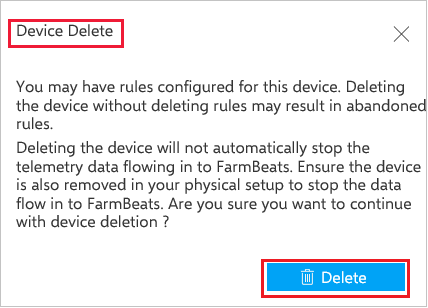 Device Delete
You may have rules configured for this device. Deleting
the device without deleting rules may result in abandoned
rules.
Deleting the device will not automatically stop the
telemetry data flowing in to FarmBeats. Ensure the device
is also removed in your physical setup to stop the data
flow in to FarmBeats. Are you sure you want to continue
with device deletion ?
Delete